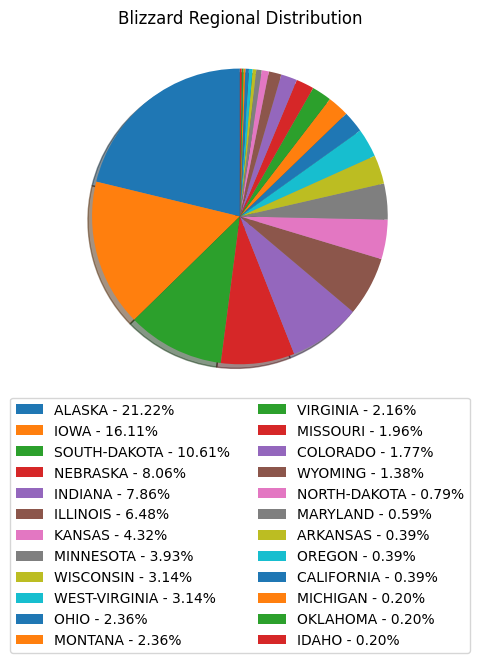 Blizzard Regional Distribution
ALASKA - 21.22%
IOWA - 16.11%
SOUTH-DAKOTA - 10.61%
NEBRASKA - 8.06%
INDIANA - 7.86%
ILLINOIS - 6.48%
KANSAS - 4.32%
MINNESOTA - 3.93%
WISCONSIN - 3.14%
WEST-VIRGINIA - 3.14%
OHIO - 2.36%
MONTANA - 2.36%
VIRGINIA - 2.16%
MISSOURI - 1.96%
COLORADO - 1.77%
WYOMING - 1.38%
NORTH-DAKOTA - 0.79%
MARYLAND - 0.59%
ARKANSAS - 0.39%
OREGON - 0.39%
CALIFORNIA - 0.39%
MICHIGAN - 0.20%
OKLAHOMA - 0.20%
IDAHO - 0.20%